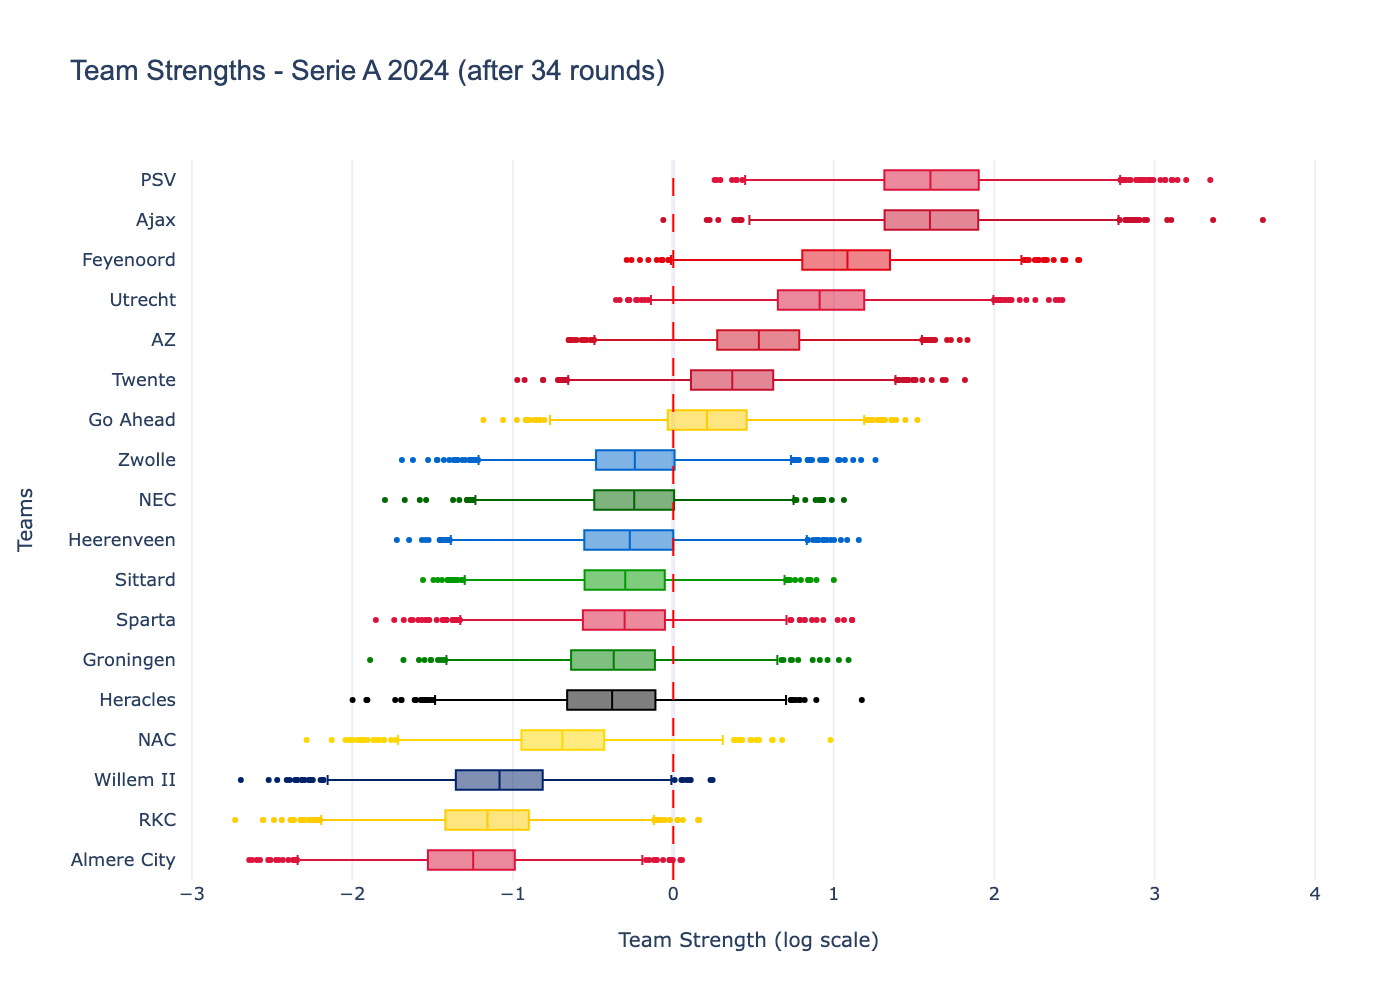 Team Strengths - Serie A 2024 (after 34 rounds)
PSV
Ajax
Feyenoord
Utrecht
AZ
Twente
Go Ahead
Zwolle
NEC
Heerenveen
Sittard
Sparta
Groningen
Heracles
NAC
Willem II
RKC
Almere City
Teams
−3 −2 −1 0 1 2 3 4
Team Strength (log scale)